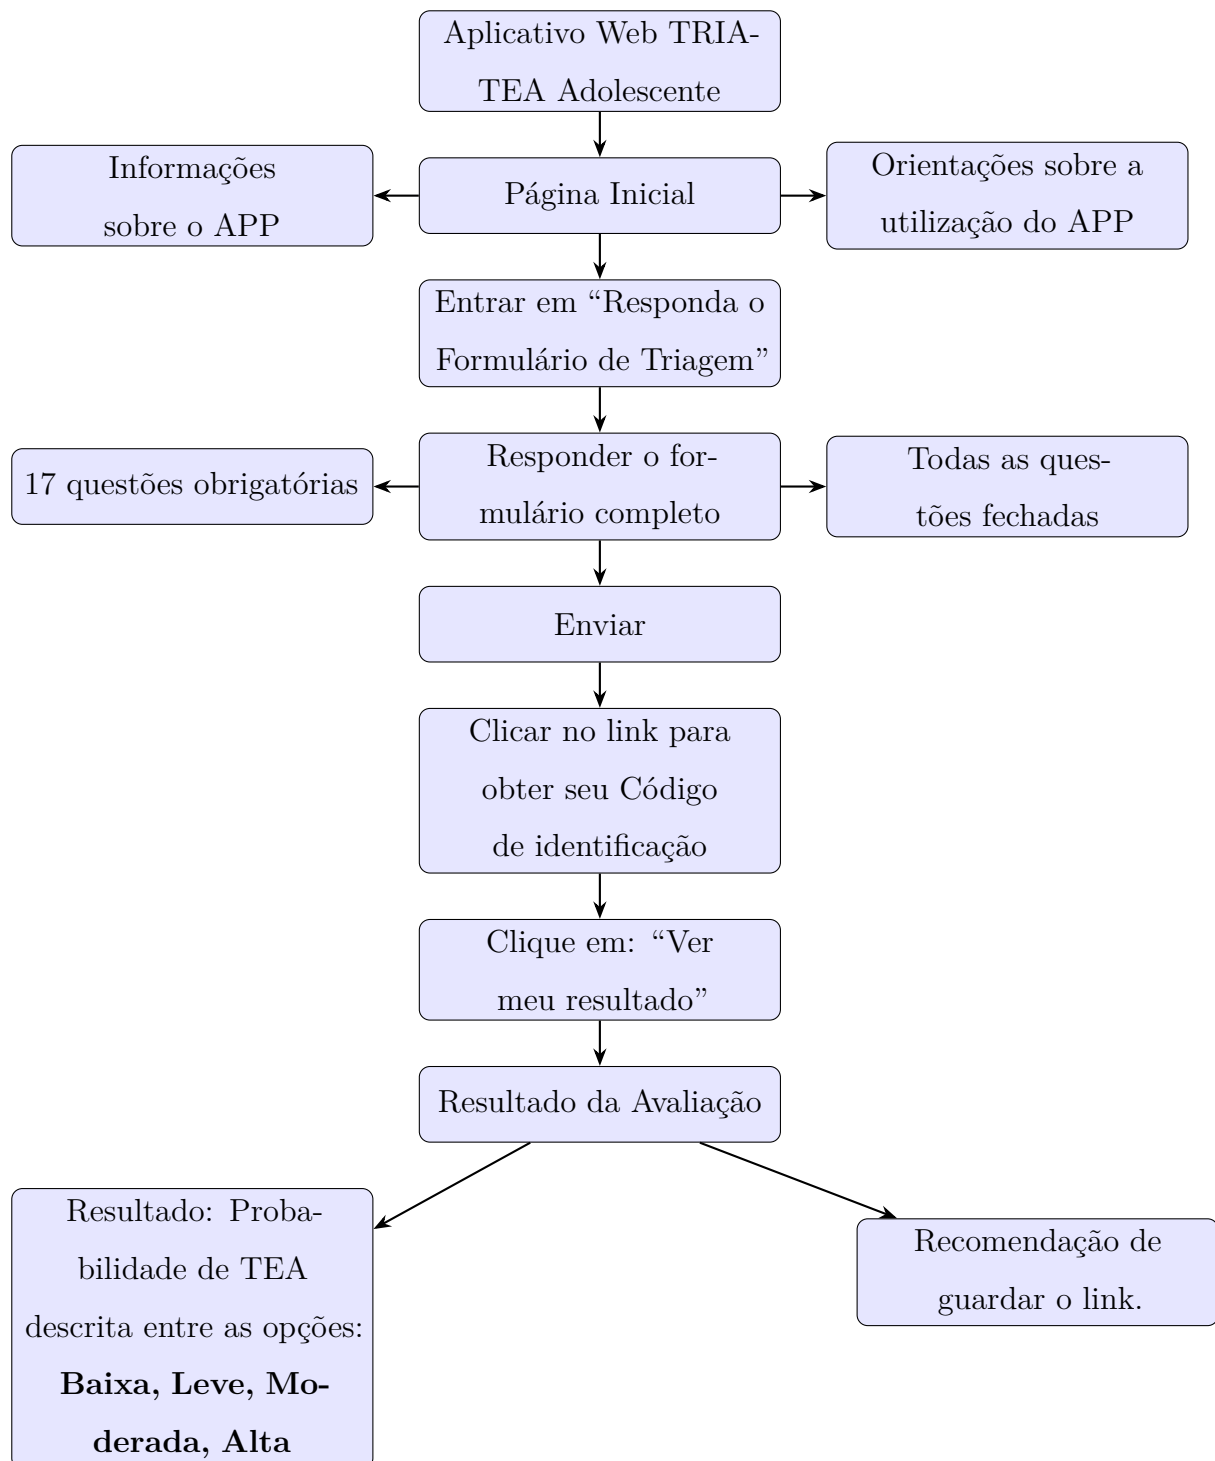 Aplicativo Web TRIA-
TEA Adolescente
Informações
sobre o APP
Página Inicial
Orientações sobre a
utilização do APP
Entrar em “Responda o
Formulário de Triagem”
17 questões obrigatórias
Responder o for-
mulário completo
Todas as ques-
tões fechadas
Enviar
Clicar no link para
obter seu Código
de identificação
Clique em: “Ver
meu resultado”
Resultado da Avaliação
Resultado: Proba-
bilidade de TEA
descrita entre as opções:
Baixa, Leve, Mo-
derada, Alta
Recomendação de
guardar o link.